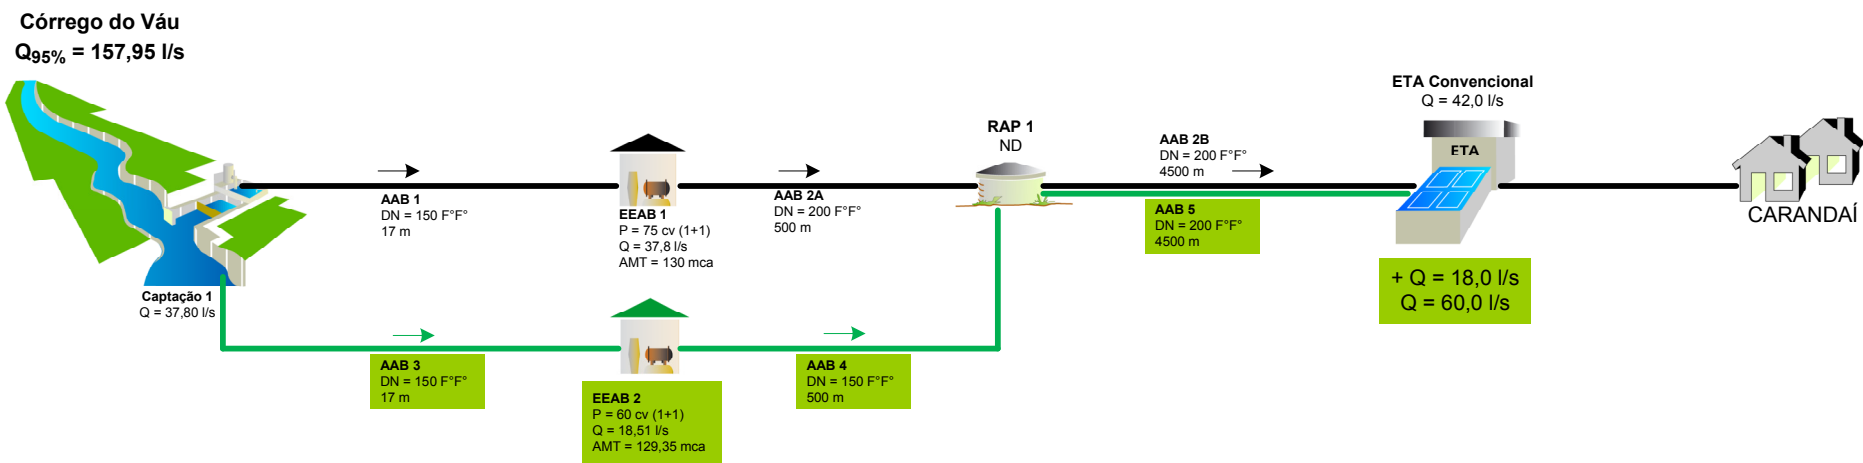 Córrego do Váu
Q95% = 157,95 l/s
Captação 1
Q = 37,80 l/s
AAB 1
DN = 150 F°F°
17 m
EEAB 1
P = 75 cv (1+1)
Q = 37,8 l/s
AMT = 130 mca
AAB 2A
DN = 200 F°F°
500 m
RAP 1
ND
AAB 2B
DN = 200 F°F°
4500 m
AAB 5
DN = 200 F°F°
4500 m
ETA Convencional
Q = 42,0 l/s
ETA
+ Q = 18,0 l/s
Q = 60,0 l/s
CARANDAÍ
AAB 3
DN = 150 F°F°
17 m
EEAB 2
P = 60 cv (1+1)
Q = 18,51 l/s
AMT = 129,35 mca
AAB 4
DN = 150 F°F°
500 m